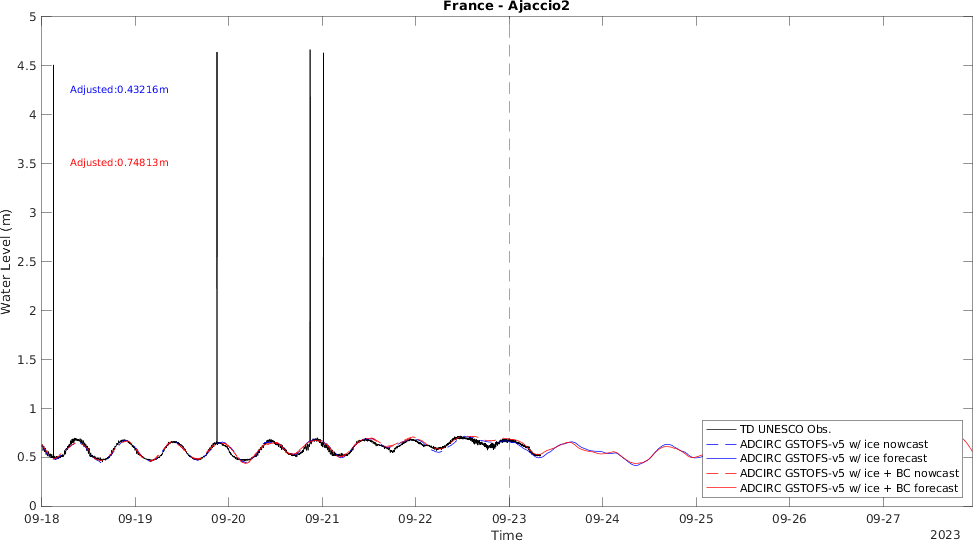 France - Ajaccio2
5
4.5
4
3.5
3
2.5
2
1.5
1
0.5
0
Water Level (m)
Adjusted:0.43216m
Adjusted:0.74813m
TD UNESCO Obs.
ADCIRC GSTOFS-v5 w/ ice nowcast
ADCIRC GSTOFS-v5 w/ ice forecast
ADCIRC GSTOFS-v5 w/ ice + BC nowcast
ADCIRC GSTOFS-v5 w/ ice + BC forecast
09-18 09-19 09-20 09-21 09-22 09-23 09-24 09-25 09-26 09-27
Time
2023